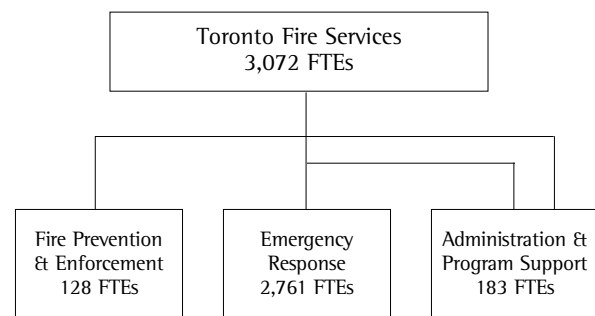 Toronto Fire Services
3,072 FTEs
Fire Prevention
& Enforcement
128 FTEs
Emergency
Response
2,761 FTEs
Administration &
Program Support
183 FTEs